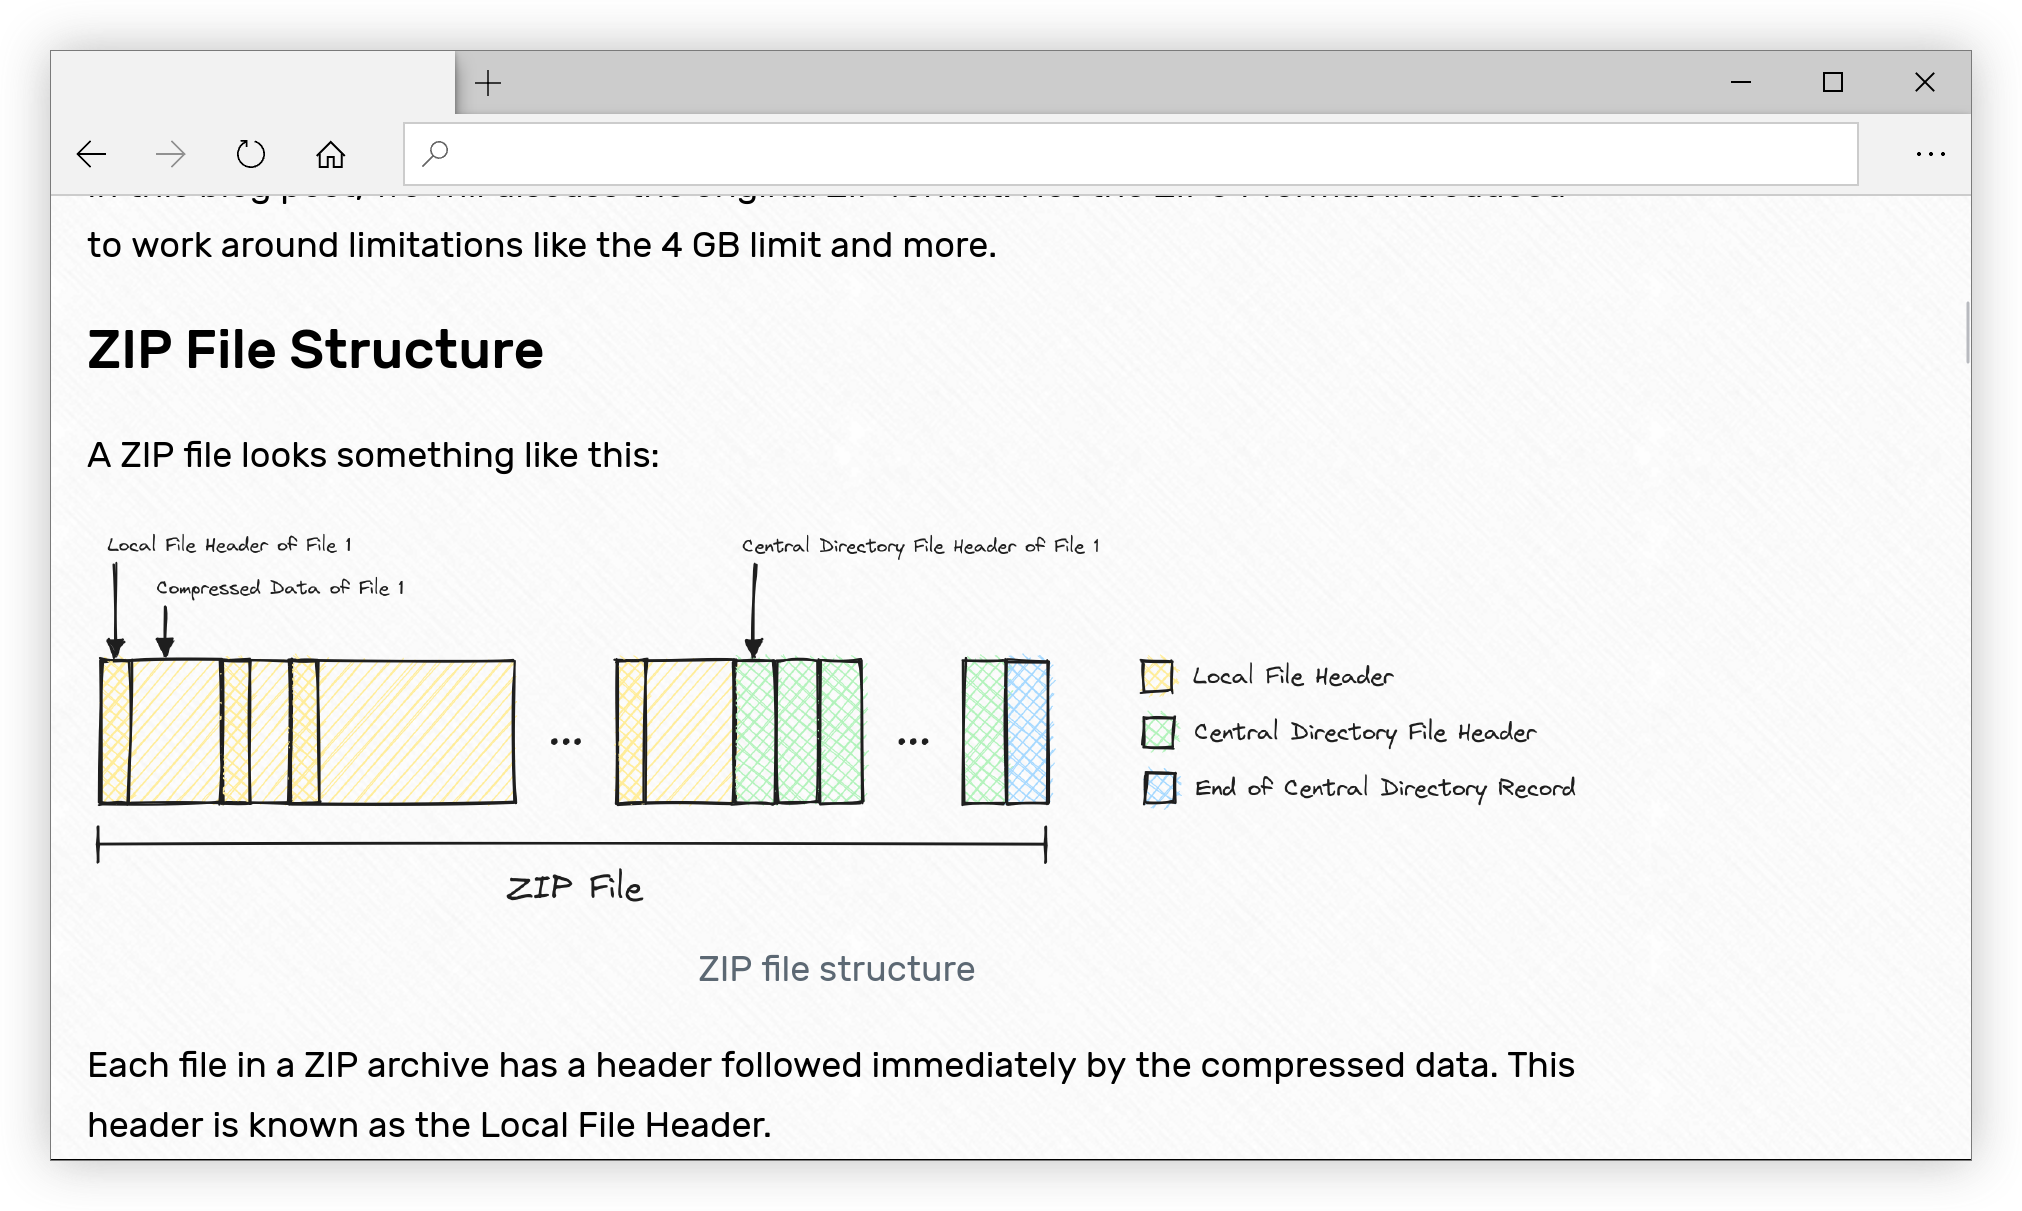 to work around limitations like the 4 GB limit and more.
ZIP File Structure
A ZIP file looks something like this:
Local File Header of File 1
Compressed Data of File 1
Central Directory File Header of File 1
...
...
Local File Header
Central Directory File Header
End of Central Directory Record
ZIP File
ZIP file structure
Each file in a ZIP archive has a header followed immediately by the compressed data. This
header is known as the Local File Header.